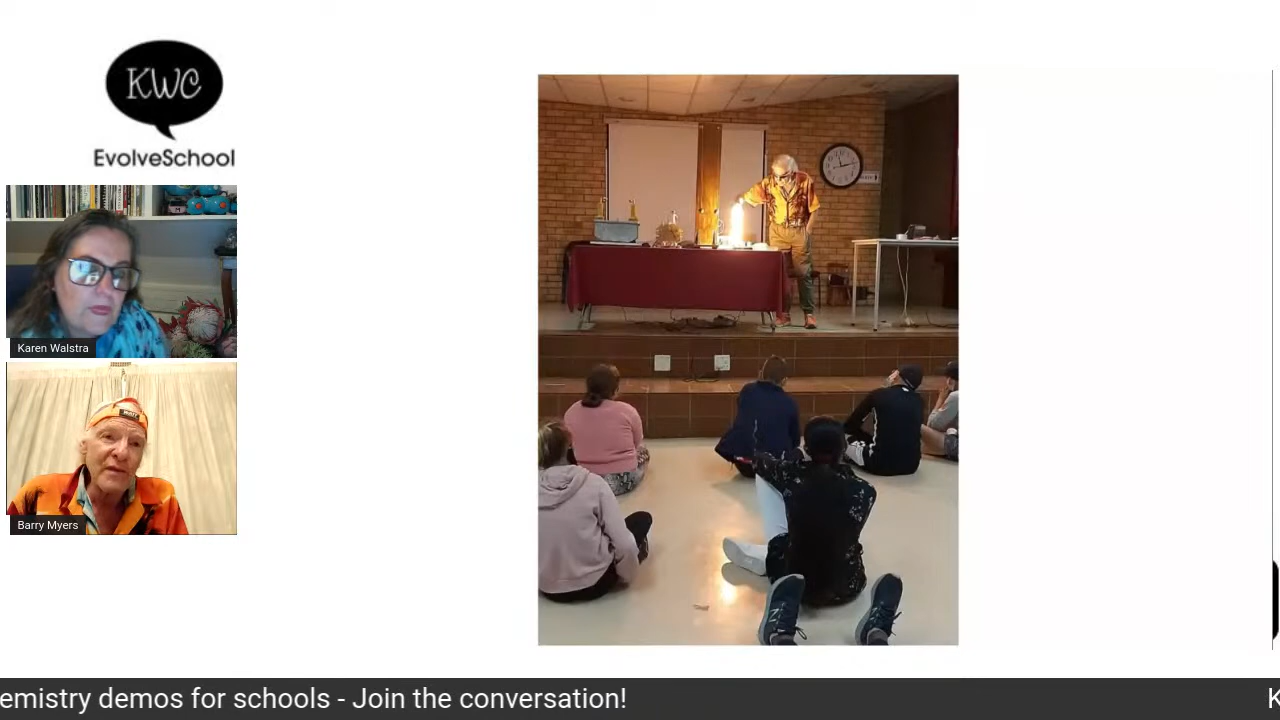 KWC
EvolveSchool
Karen Walstra
Barry Myers
emistry demos for schools - Join the conversation!
K